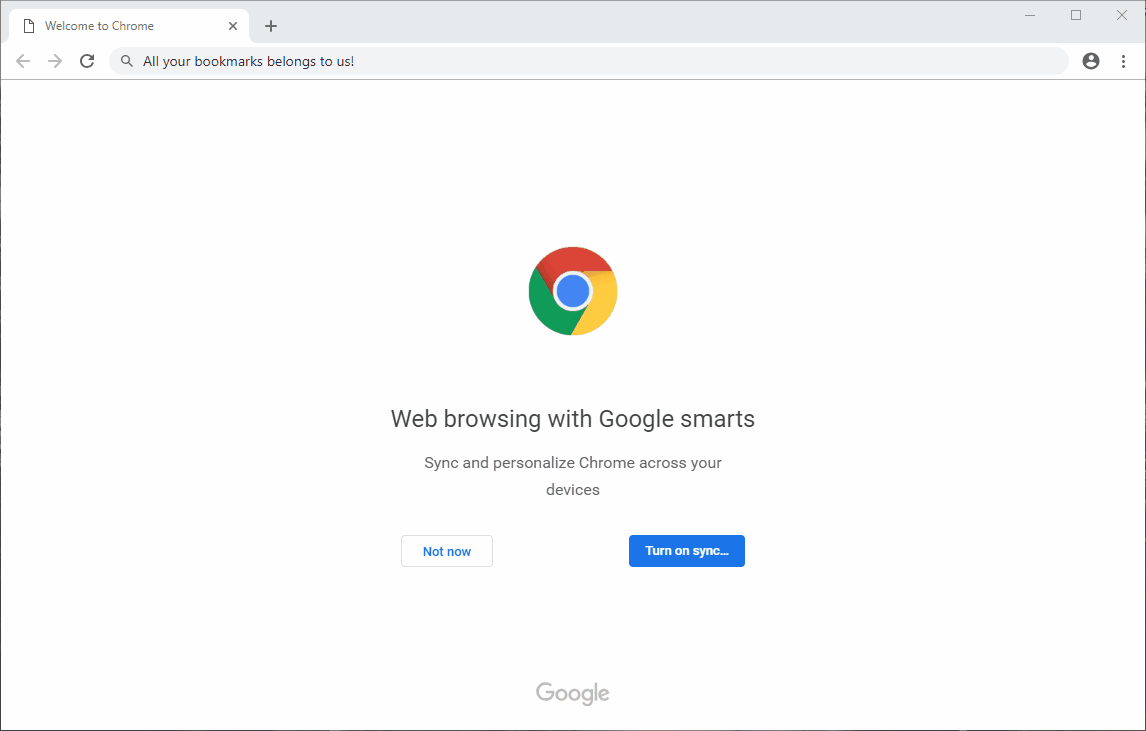 Welcome to Chrome
All your bookmarks belongs to us!
Web browsing with Google smarts
Sync and personalize Chrome across your
devices
Not now
Turn on sync...
Google